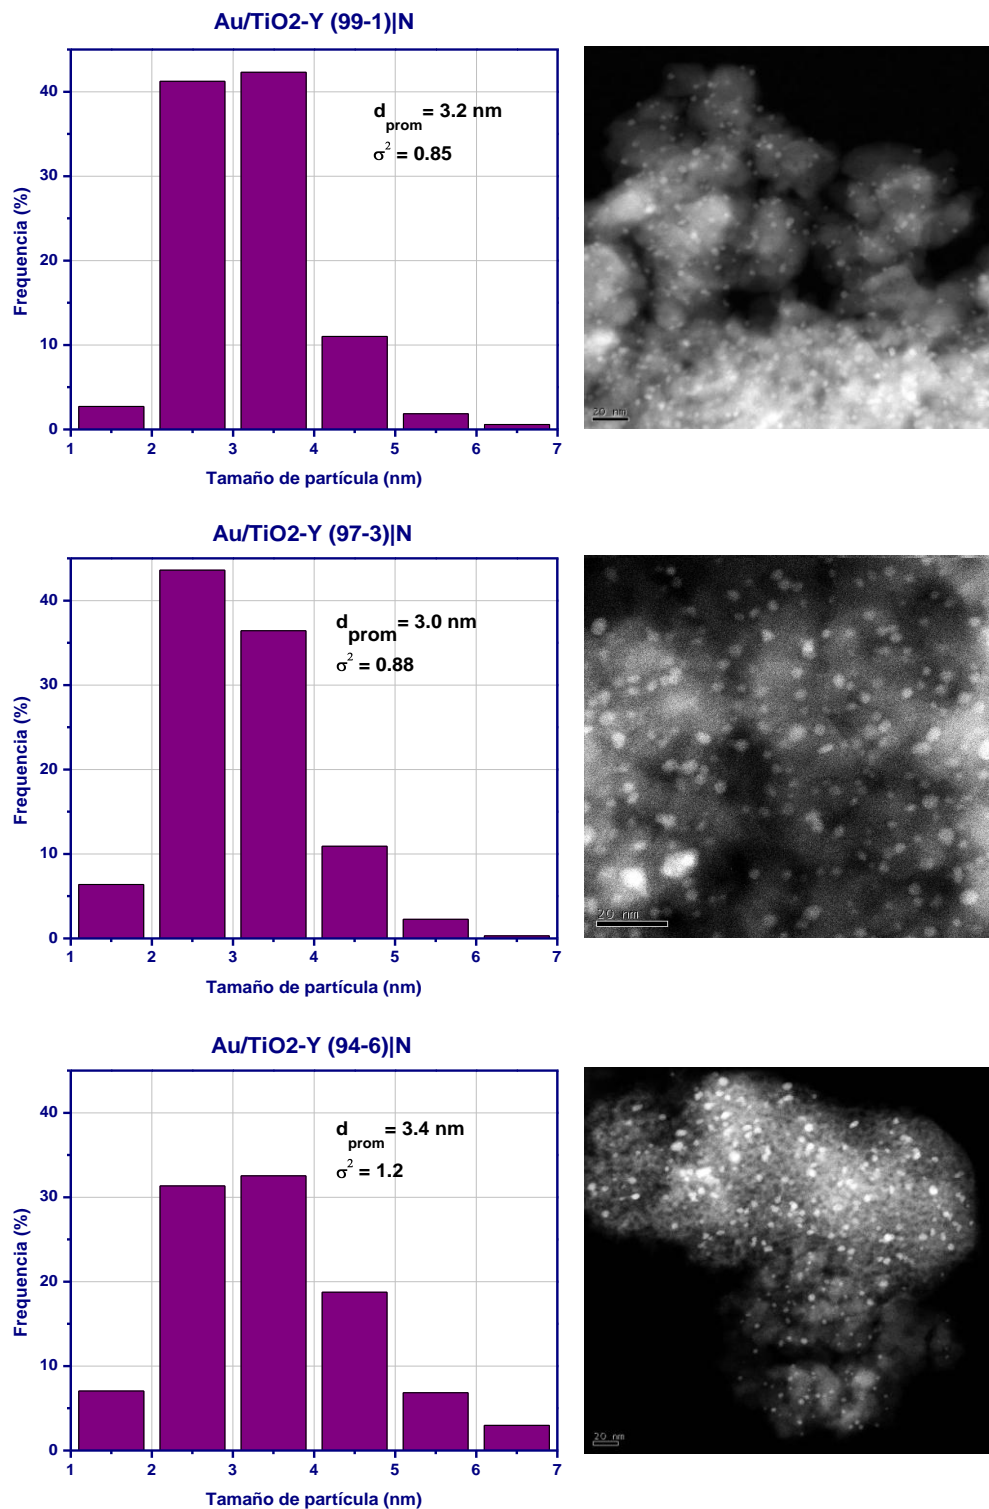 Au/TiO2-Y (99-1)|N
Frequencia (%)
40
30
20
10
0
d_prom = 3.2 nm
σ² = 0.85
1 2 3 4 5 6 7
Tamaño de partícula (nm)
20 nm
Au/TiO2-Y (97-3)|N
Frequencia (%)
40
30
20
10
0
d_prom = 3.0 nm
σ² = 0.88
1 2 3 4 5 6 7
Tamaño de partícula (nm)
20 nm
Au/TiO2-Y (94-6)|N
Frequencia (%)
40
30
20
10
0
d_prom = 3.4 nm
σ² = 1.2
1 2 3 4 5 6 7
Tamaño de partícula (nm)
20 nm